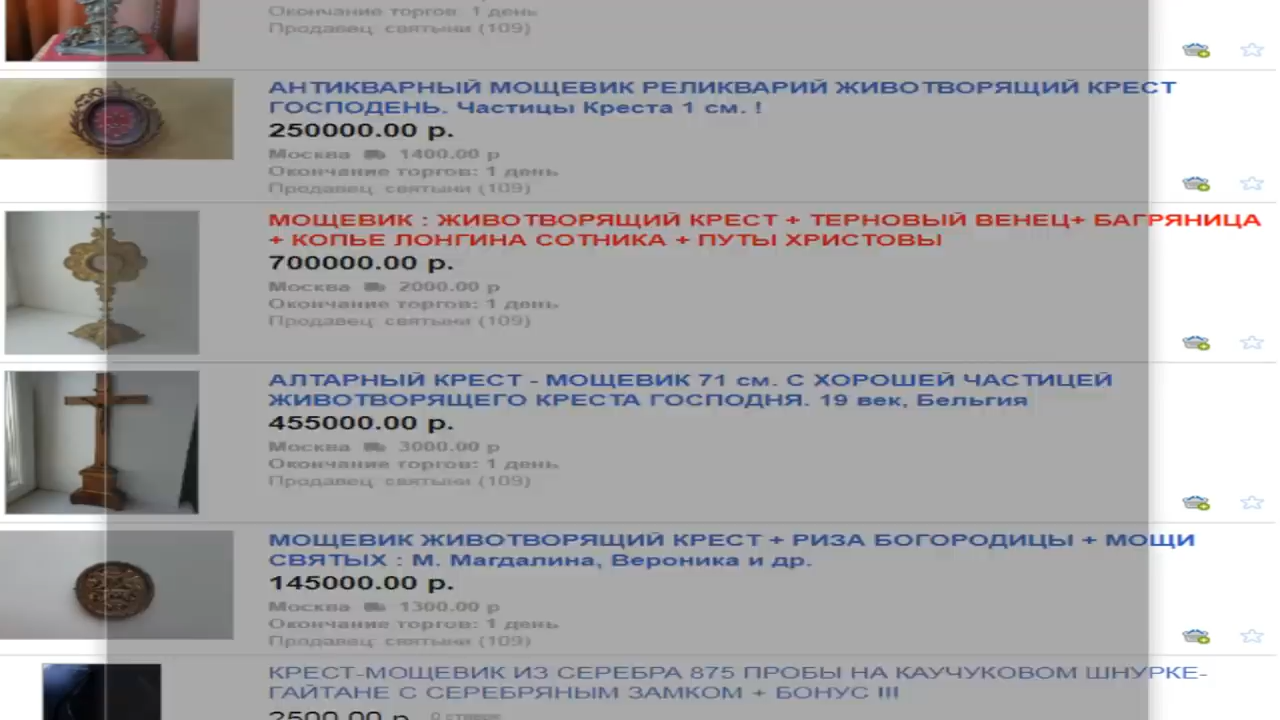 Окончание торгов: 1 день
Продавец святыни (109)
АНТИКВАРНЫЙ МОЩЕВИК РЕЛИКВАРИЙ ЖИВОТВОРЯЩИЙ КРЕСТ
ГОСПОДЕНЬ. Частицы Креста 1 см. !
250000.00 р.
Москва 1400.00 р
Окончание торгов: 1 день
Продавец святыни (109)
МОЩЕВИК : ЖИВОТВОРЯЩИЙ КРЕСТ + ТЕРНОВЫЙ ВЕНЕЦ+ БАГРЯНИЦА
+ КОПЬЕ ЛОНГИНА СОТНИКА + ПУТЫ ХРИСТОВЫ
700000.00 р.
Москва 2000.00 р
Окончание торгов: 1 день
Продавец святыни (109)
АЛТАРНЫЙ КРЕСТ - МОЩЕВИК 71 см. С ХОРОШЕЙ ЧАСТИЦЕЙ
ЖИВОТВОРЯЩЕГО КРЕСТА ГОСПОДНЯ. 19 век, Бельгия
455000.00 р.
Москва 3000.00 р
Окончание торгов: 1 день
Продавец святыни (109)
МОЩЕВИК ЖИВОТВОРЯЩИЙ КРЕСТ + РИЗА БОГОРОДИЦЫ + МОЩИ
СВЯТЫХ : М. Магдалина, Вероника и др.
145000.00 р.
Москва 1300.00 р
Окончание торгов: 1 день
Продавец святыни (109)
КРЕСТ-МОЩЕВИК ИЗ СЕРЕБРА 875 ПРОБЫ НА КАУЧУКОВОМ ШНУРКЕ-
ГАЙТАНЕ С СЕРЕБРЯНЫМ ЗАМКОМ + БОНУС !!!
2500.00 р.